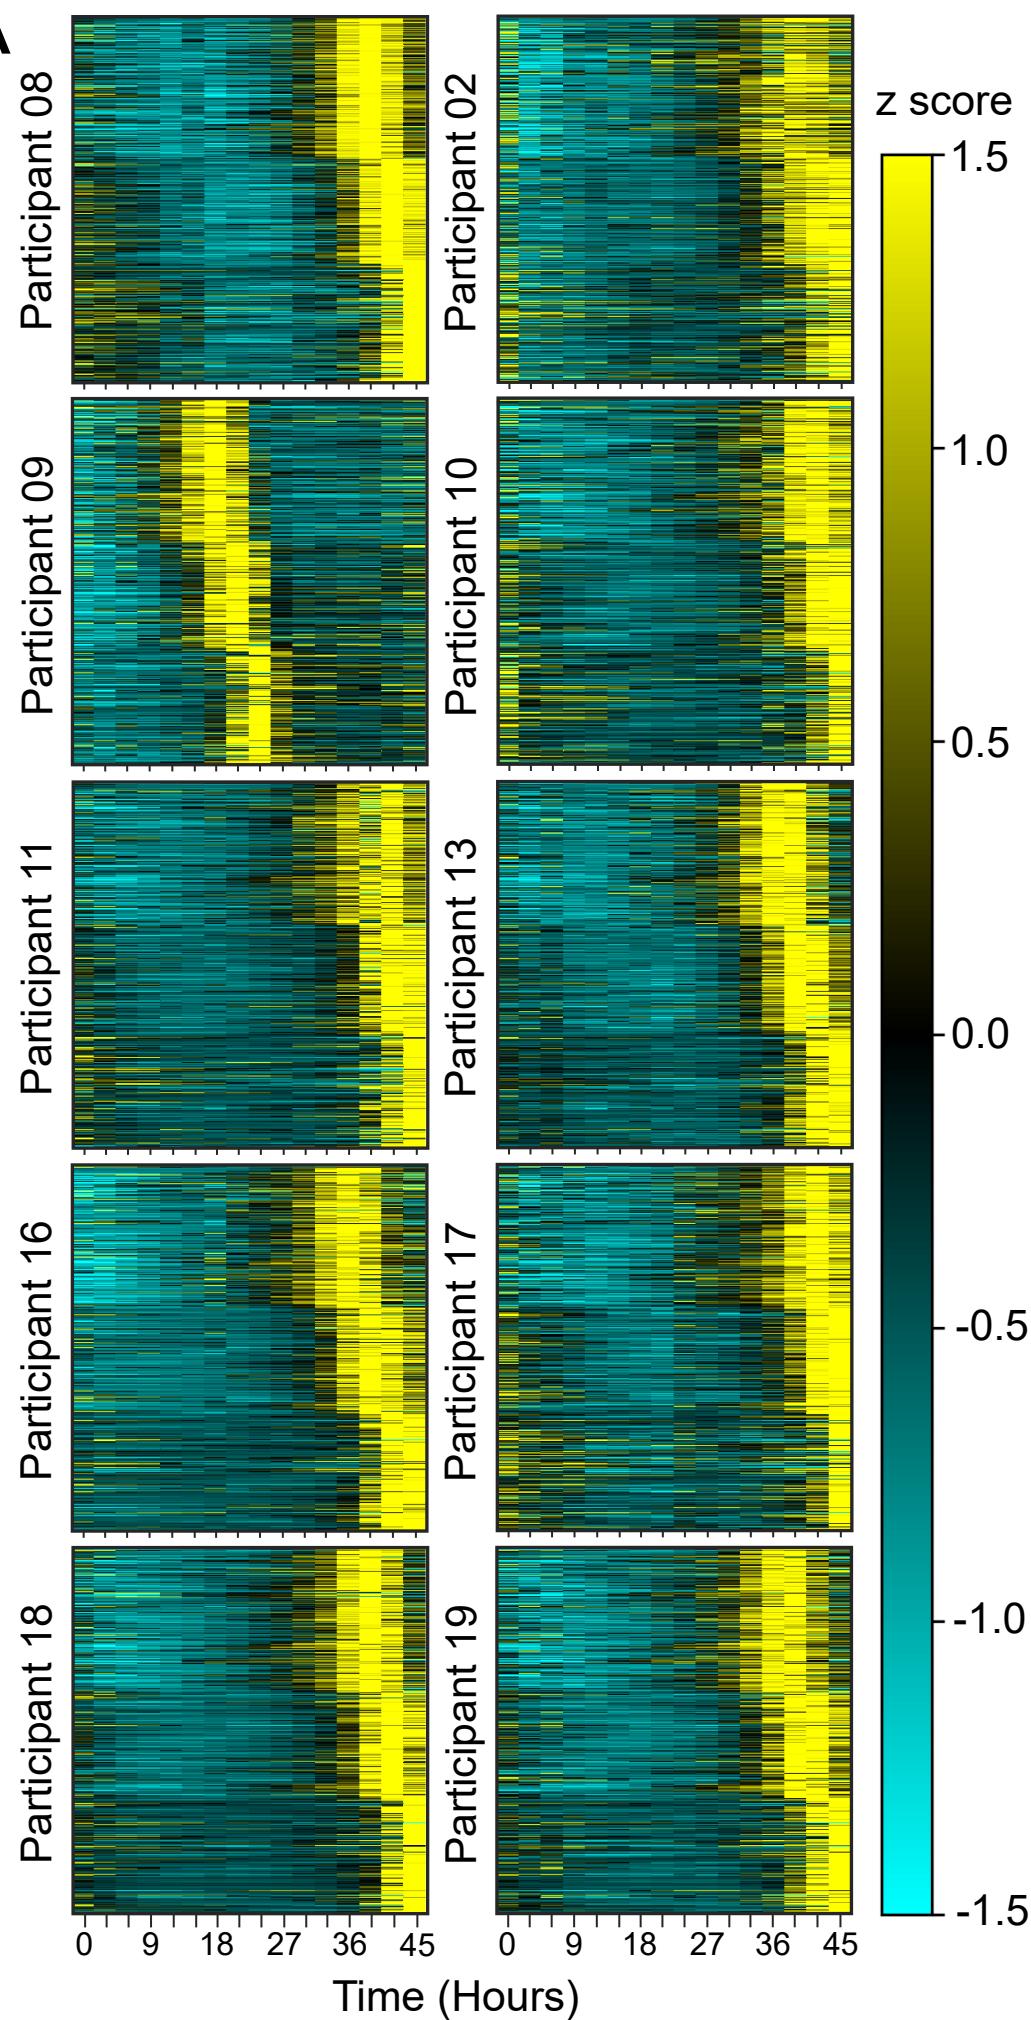 A
Participant 08
Participant 02
z score
1.5
1.0
0.5
0.0
-0.5
-1.0
-1.5
Participant 09
Participant 10
Participant 11
Participant 13
Participant 16
Participant 17
Participant 18
Participant 19
0 9 18 27 36 45
0 9 18 27 36 45
Time (Hours)